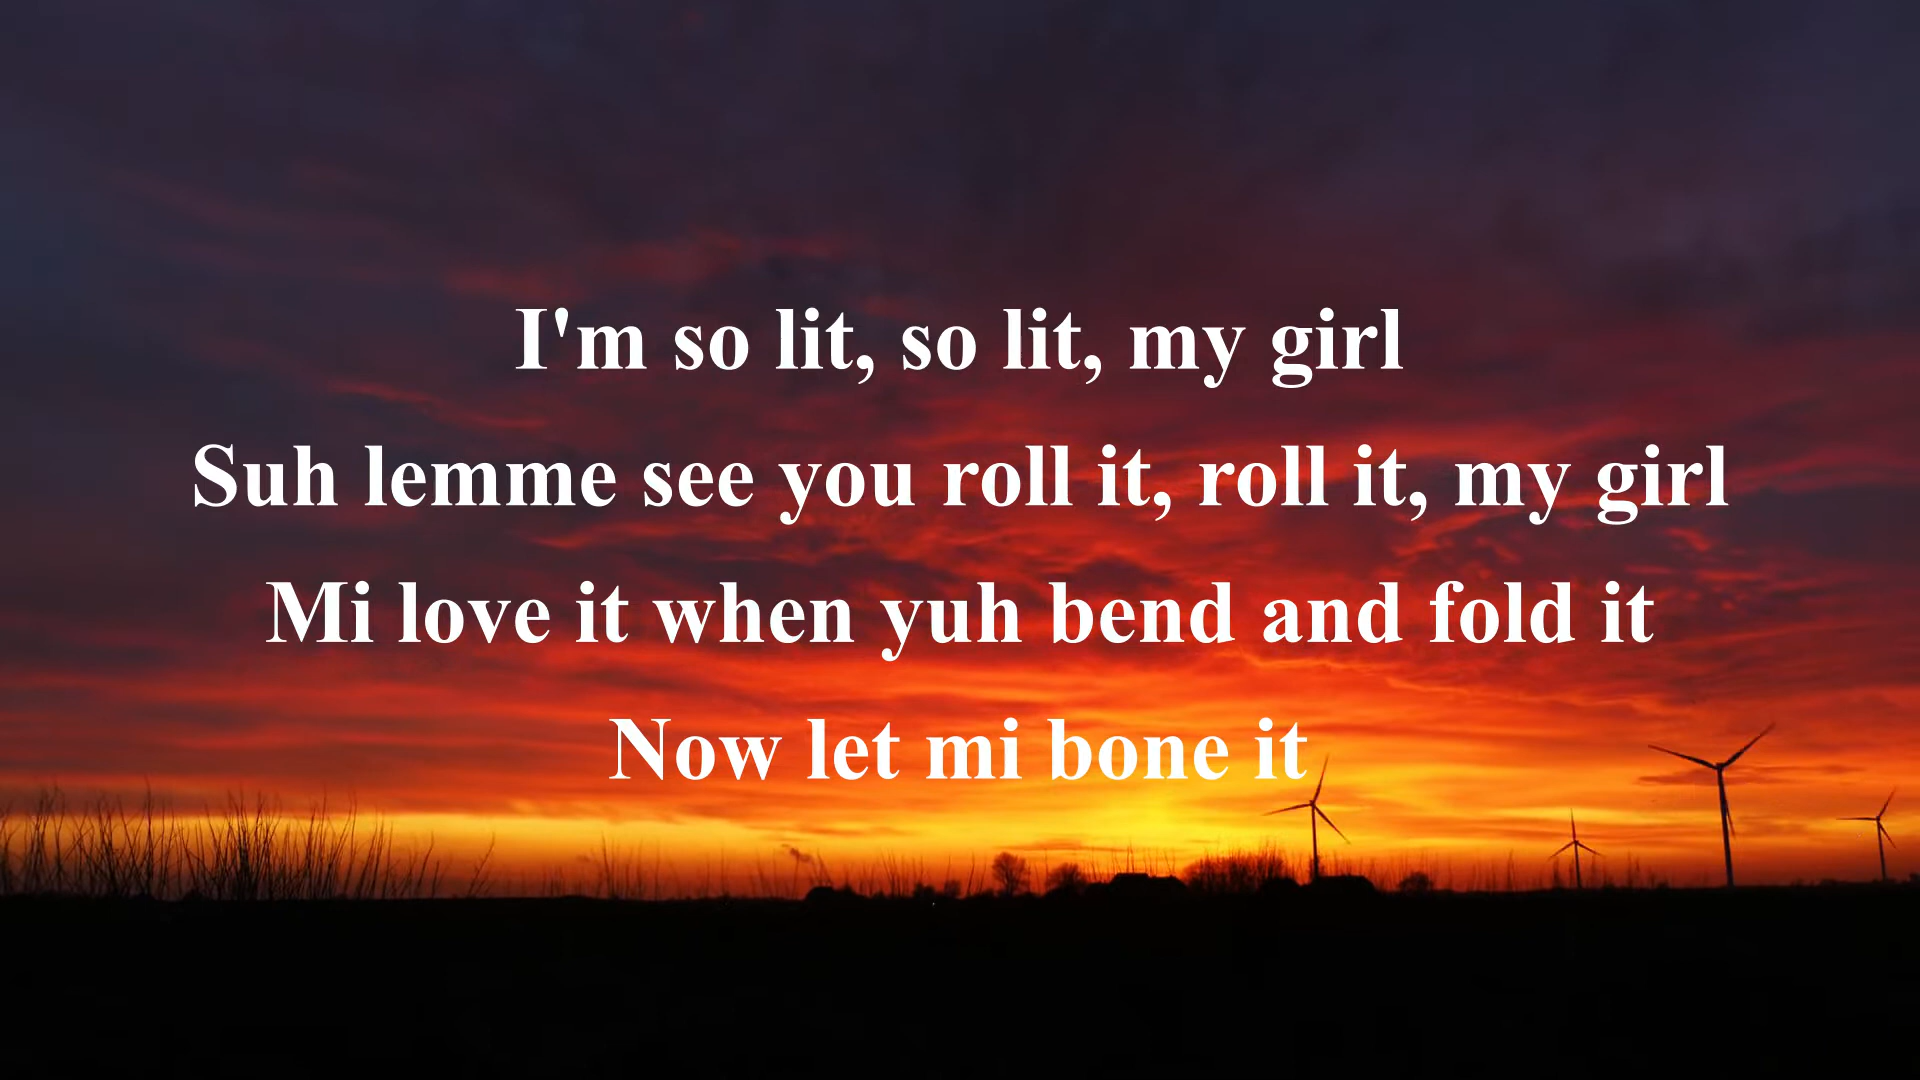 I'm so lit, so lit, my girl
Suh lemme see you roll it, roll it, my girl
Mi love it when yuh bend and fold it
Now let mi bone it